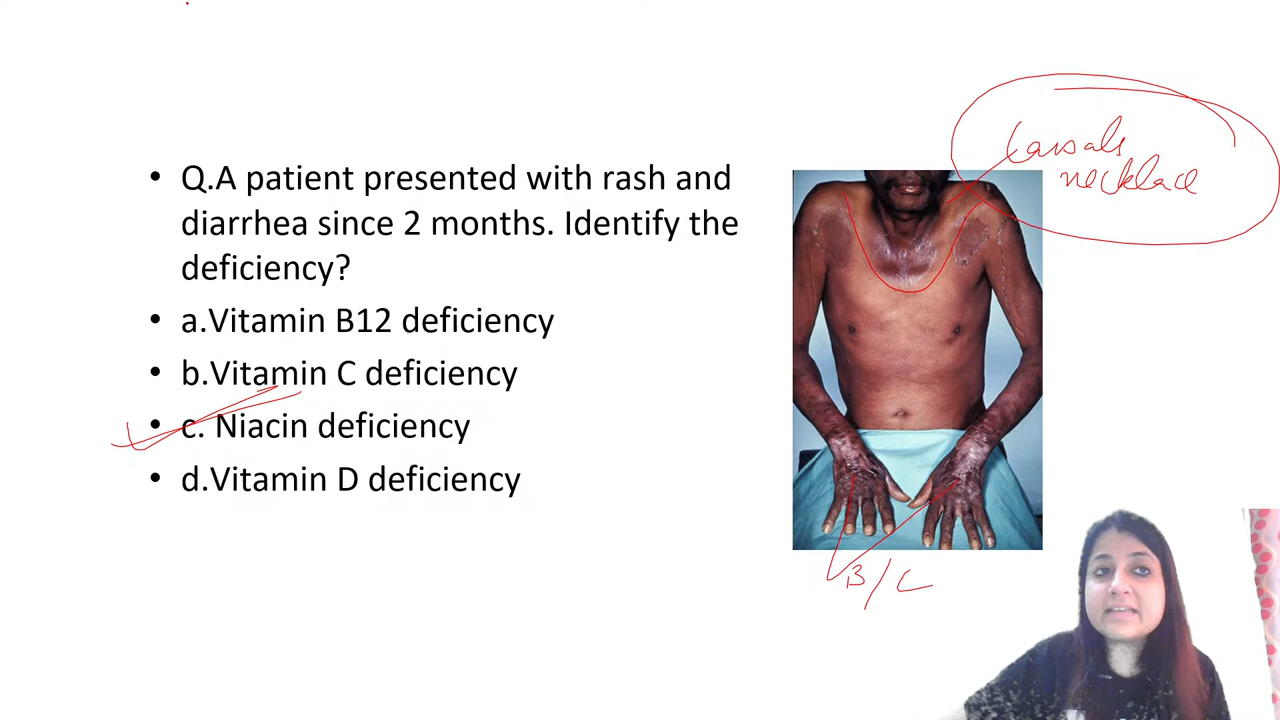 • Q.A patient presented with rash and
diarrhea since 2 months. Identify the
deficiency?
• a.Vitamin B12 deficiency
• b.Vitamin C deficiency
• c. Niacin deficiency
• d.Vitamin D deficiency
Casals
necklace
B/L